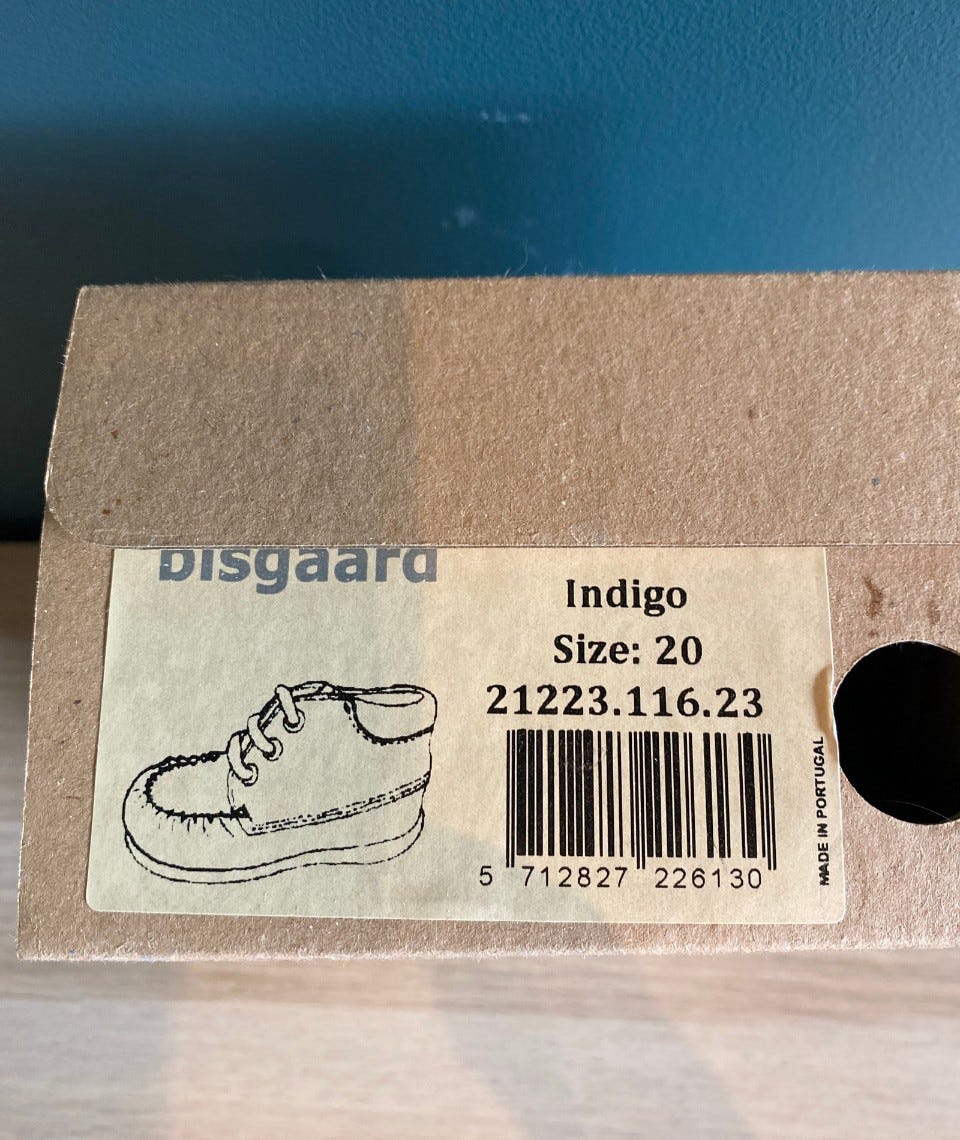 bisgaard
Indigo
Size: 20
21223.116.23
5 712827 226130
MADE IN PORTUGAL